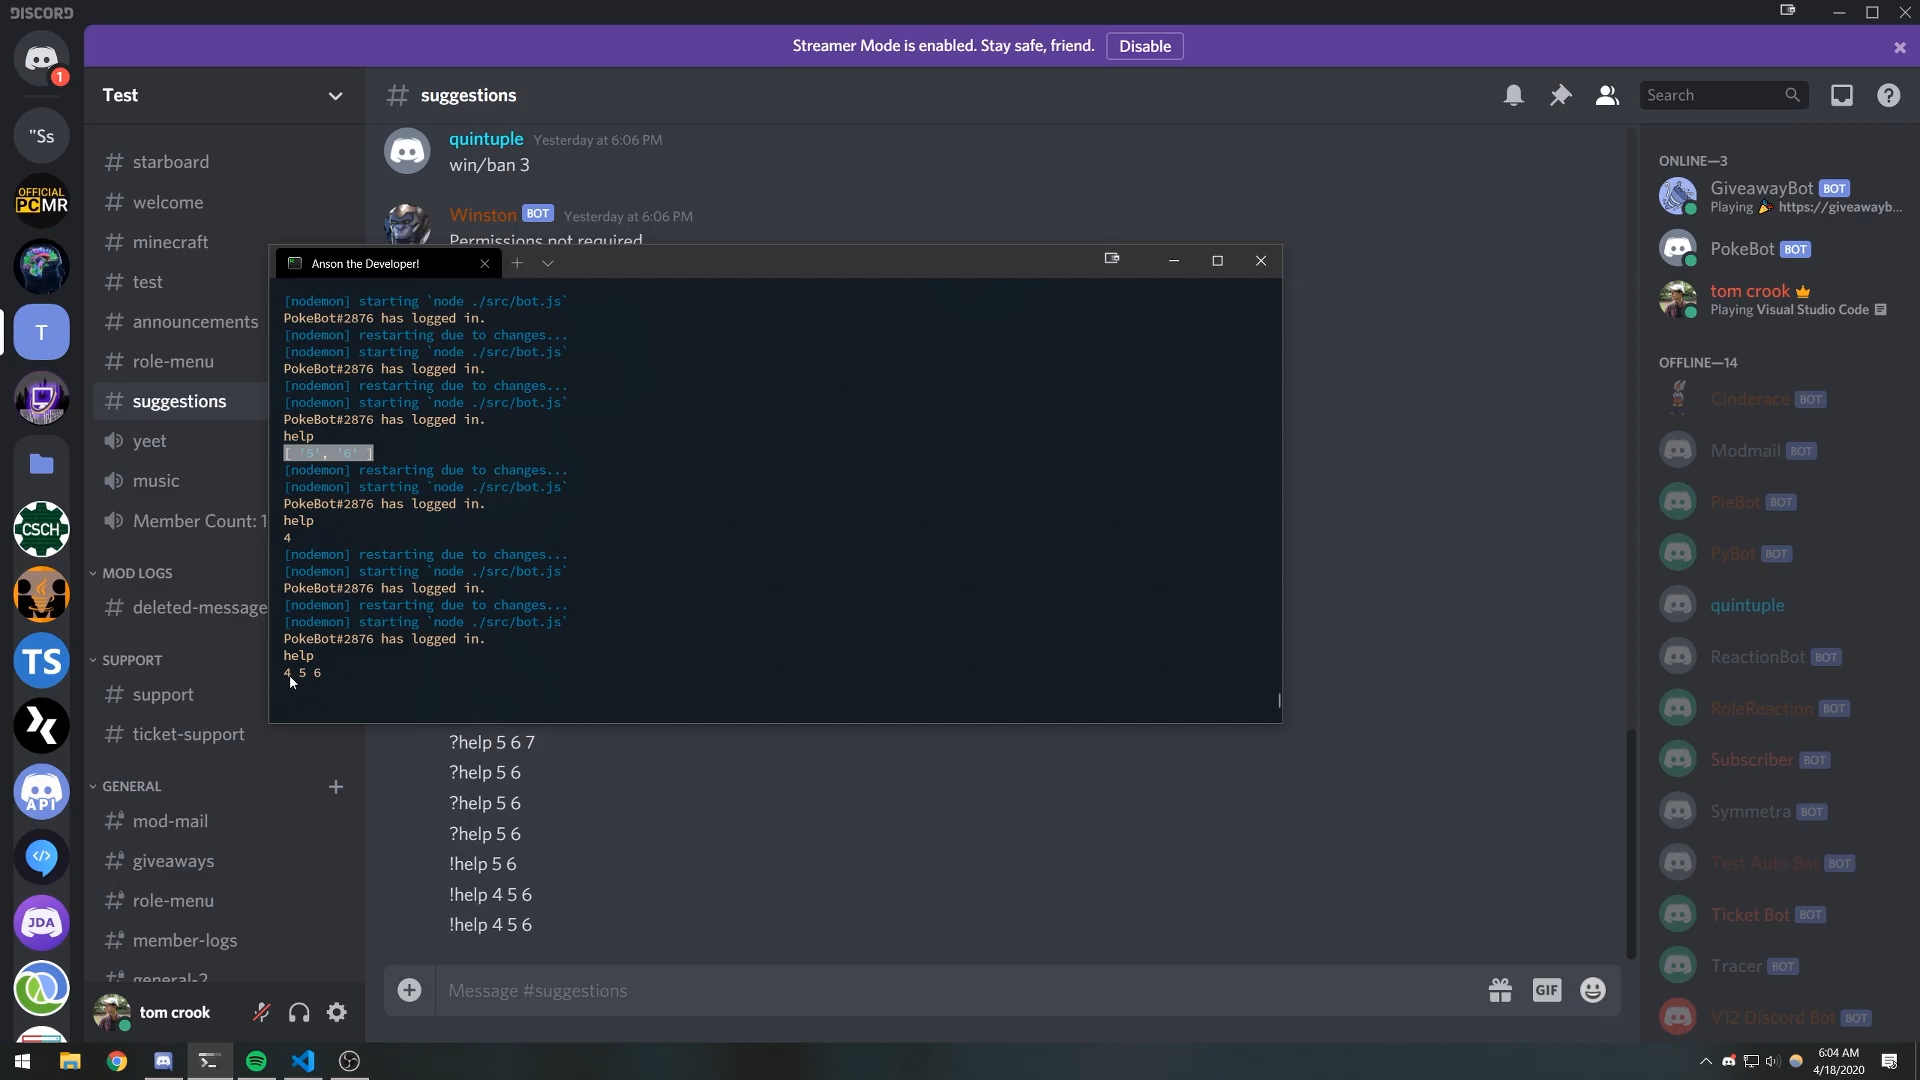 DISCORD
Streamer Mode is enabled. Stay safe, friend. Disable
1
"Ss
OFFICIAL
PCMR
T
CSCH
TS
API
JDA
Test
# suggestions
Search
starboard
welcome
minecraft
test
announcements
role-menu
suggestions
yeet
music
Member Count: 1
MOD LOGS
deleted-message
SUPPORT
support
ticket-support
GENERAL
mod-mail
giveaways
role-menu
member-logs
general-2
tom crook
quintuple Yesterday at 6:06 PM
win/ban 3
Winston BOT Yesterday at 6:06 PM
Permissions not required
Anson the Developer!
[nodemon] starting `node ./src/bot.js`
PokeBot#2876 has logged in.
[nodemon] restarting due to changes...
[nodemon] starting `node ./src/bot.js`
PokeBot#2876 has logged in.
[nodemon] restarting due to changes...
[nodemon] starting `node ./src/bot.js`
PokeBot#2876 has logged in.
help
[ '5', '6' ]
[nodemon] restarting due to changes...
[nodemon] starting `node ./src/bot.js`
PokeBot#2876 has logged in.
help
4
[nodemon] restarting due to changes...
[nodemon] starting `node ./src/bot.js`
PokeBot#2876 has logged in.
[nodemon] restarting due to changes...
[nodemon] starting `node ./src/bot.js`
PokeBot#2876 has logged in.
help
4 5 6
?help 5 6 7
?help 5 6
?help 5 6
?help 5 6
!help 5 6
!help 4 5 6
!help 4 5 6
Message #suggestions
GIF
ONLINE—3
GiveawayBot BOT
Playing 🎉 https://giveawayb...
PokeBot BOT
tom crook
Playing Visual Studio Code
OFFLINE—14
Cinderace BOT
Modmail BOT
PieBot BOT
PyBot BOT
quintuple
ReactionBot BOT
RoleReaction BOT
Subscriber BOT
Symmetra BOT
Test Auto Bot BOT
Ticket Bot BOT
Tracer BOT
V12 Discord Bot BOT
6:04 AM
4/18/2020